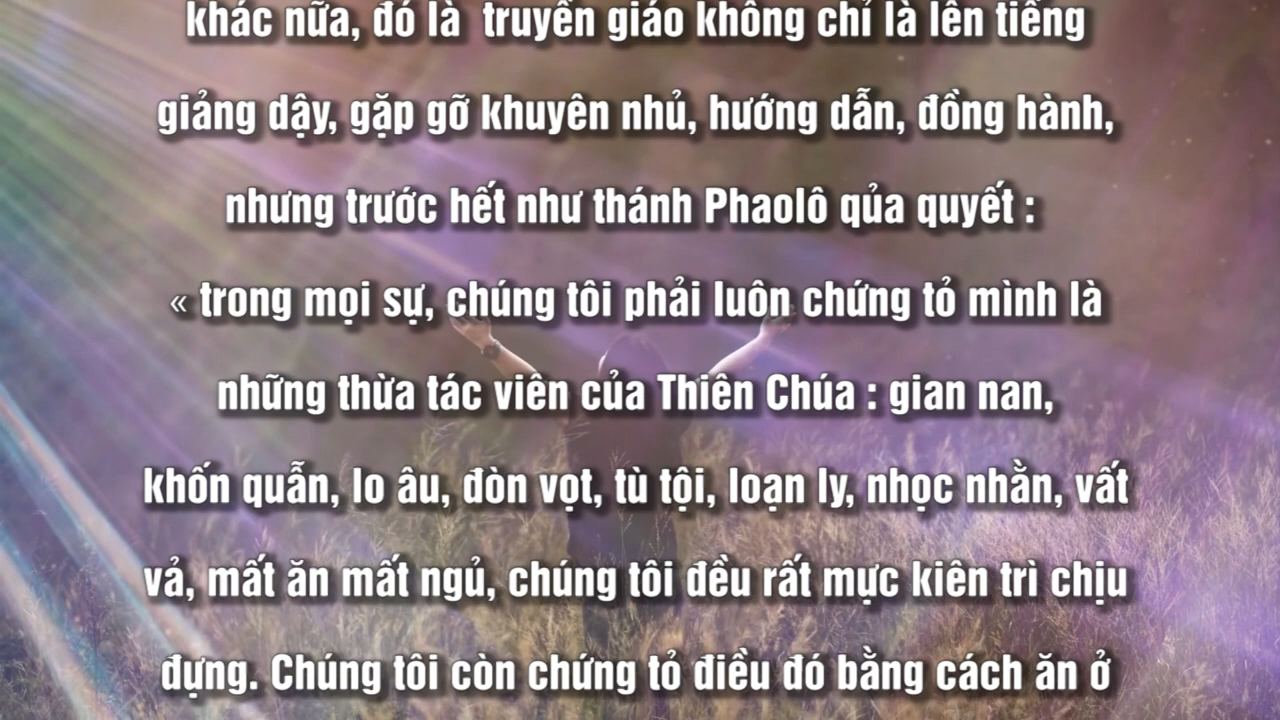 khác nữa, đó là  truyền giáo không chỉ là lên tiếng
giảng dậy, gặp gỡ khuyên nhủ, hướng dẫn, đồng hành,
nhưng trước hết như thánh Phaolô qủa quyết :
« trong mọi sự, chúng tôi phải luôn chứng tỏ mình là
những thừa tác viên của Thiên Chúa : gian nan,
khốn quẫn, lo âu, đòn vọt, tù tội, loạn ly, nhọc nhằn, vất
vả, mất ăn mất ngủ, chúng tôi đều rất mực kiên trì chịu
đựng. Chúng tôi còn chứng tỏ điều đó bằng cách ăn ở